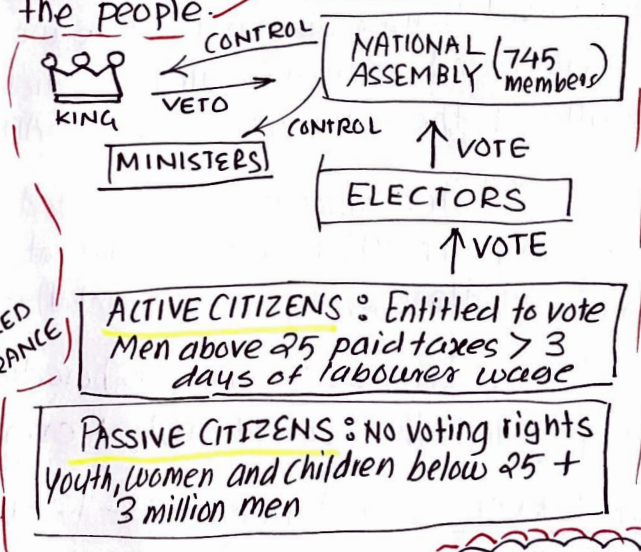 the people.
CONTROL
NATIONAL
ASSEMBLY (745
members)
KING
VETO
CONTROL
MINISTERS
VOTE
ELECTORS
VOTE
ACTIVE CITIZENS : Entitled to vote
Men above 25 paid taxes > 3
days of labourer wage
PASSIVE CITIZENS : No voting rights
Youth, women and children below 25 +
3 million men